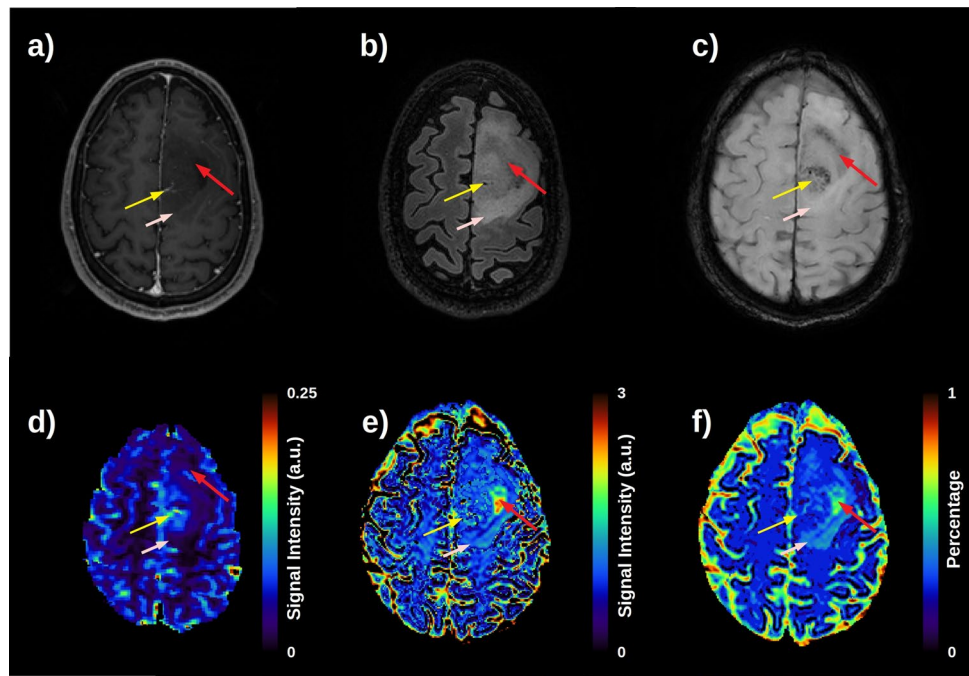 a)
b)
c)
d)
0.25
Signal Intensity (a.u.)
0
e)
3
Signal Intensity (a.u.)
0
f)
1
Percentage
0